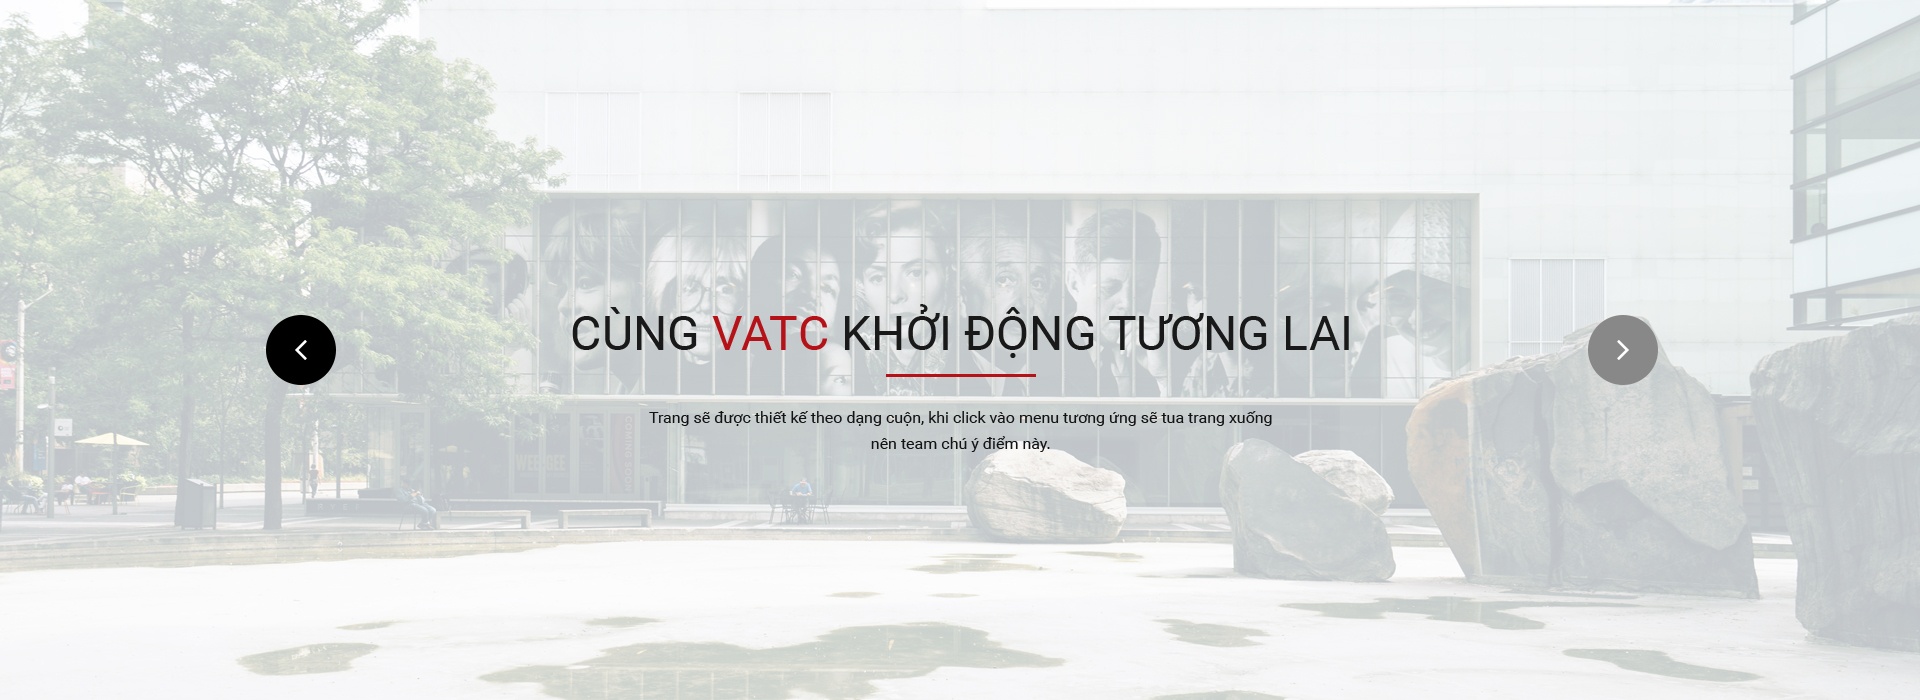 CÙNG VATC KHỞI ĐỘNG TƯƠNG LAI
Trang sẽ được thiết kế theo dạng cuộn, khi click vào menu tương ứng sẽ tua trang xuống
nên team chú ý điểm này.